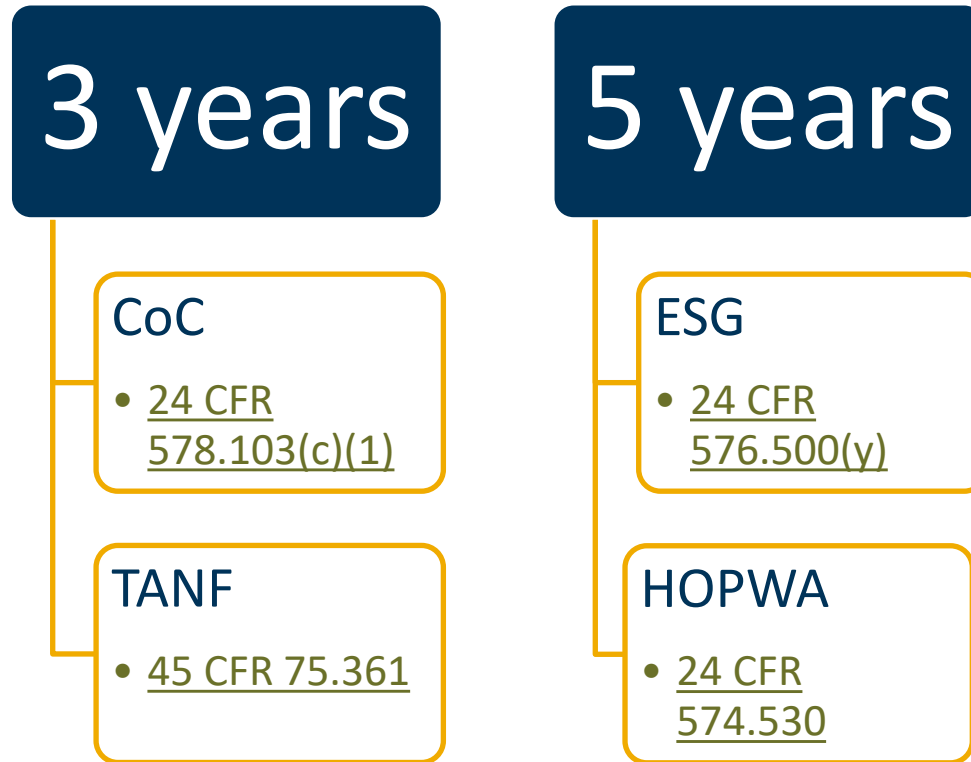 3 years
CoC
• 24 CFR
578.103(c)(1)
TANF
• 45 CFR 75.361
5 years
ESG
• 24 CFR
576.500(y)
HOPWA
• 24 CFR
574.530